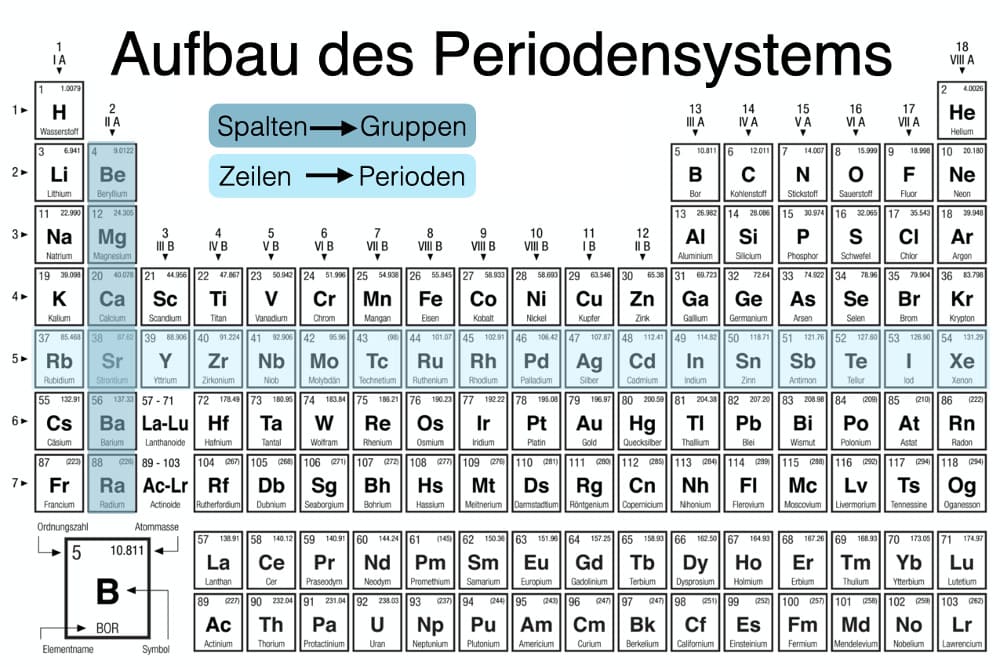 Aufbau des Periodensystems
1 18
I A VIII A
Spalten → Gruppen
Zeilen → Perioden
1 1.0079 2 4.0026
1 H He
Wasserstoff Helium
2 13 14 15 16 17
II A III A IV A V A VI A VII A
3 6.941 4 9.0122 5 10.811 6 12.011 7 14.007 8 15.999 9 18.998 10 20.180
2 Li Be B C N O F Ne
Lithium Beryllium Bor Kohlenstoff Stickstoff Sauerstoff Fluor Neon
11 22.990 12 24.305 13 26.982 14 28.086 15 30.974 16 32.065 17 35.543 18 39.948
3 Na Mg Al Si P S Cl Ar
Natrium Magnesium Aluminium Silicium Phosphor Schwefel Chlor Argon
3 4 5 6 7 8 9 10 11 12
III B IV B V B VI B VII B VIII B VIII B VIII B I B II B
19 39.098 20 40.078 21 44.956 22 47.867 23 50.942 24 51.996 25 54.938 26 55.845 27 58.933 28 58.693 29 63.546 30 65.38 31 69.723 32 72.64 33 74.922 34 78.96 35 79.904 36 83.798
4 K Ca Sc Ti V Cr Mn Fe Co Ni Cu Zn Ga Ge As Se Br Kr
Kalium Calcium Scandium Titan Vanadium Chrom Mangan Eisen Kobalt Nickel Kupfer Zink Gallium Germanium Arsen Selen Brom Krypton
37 85.468 38 87.62 39 88.906 40 91.224 41 92.906 42 95.96 43 (98) 44 101.07 45 102.91 46 106.42 47 107.87 48 112.41 49 114.82 50 118.71 51 121.76 52 127.60 53 126.90 54 131.29
5 Rb Sr Y Zr Nb Mo Tc Ru Rh Pd Ag Cd In Sn Sb Te I Xe
Rubidium Strontium Yttrium Zirkonium Niob Molybdän Technetium Ruthenium Rhodium Palladium Silber Cadmium Indium Zinn Antimon Tellur Iod Xenon
55 132.91 56 137.33 57 - 71 72 178.49 73 180.95 74 183.84 75 186.21 76 190.23 77 192.22 78 195.08 79 196.97 80 200.59 81 204.38 82 207.20 83 208.98 84 (209) 85 (210) 86 (222)
6 Cs Ba La-Lu Hf Ta W Re Os Ir Pt Au Hg Tl Pb Bi Po At Rn
Cäsium Barium Lanthanoide Hafnium Tantal Wolfram Rhenium Osmium Iridium Platin Gold Quecksilber Thallium Blei Bismut Polonium Astat Radon
87 (223) 88 (226) 89 - 103 104 (267) 105 (268) 106 (271) 107 (272) 108 (277) 109 (276) 110 (281) 111 (280) 112 (285) 113 (284) 114 (289) 115 (288) 116 (292) 117 (294) 118 (294)
7 Fr Ra Ac-Lr Rf Db Sg Bh Hs Mt Ds Rg Cn Nh Fl Mc Lv Ts Og
Francium Radium Actinoide Rutherfordium Dubnium Seaborgium Bohrium Hassium Meitnerium Darmstadtium Röntgenium Copernicium Nihonium Flerovium Moscovium Livermorium Tennessine Oganesson
Ordnungszahl Atommasse
5 10.811
B
BOR
Elementname Symbol
57 138.91 58 140.12 59 140.91 60 144.24 61 (145) 62 150.36 63 151.96 64 157.25 65 158.93 66 162.50 67 164.93 68 167.26 69 168.93 70 173.05 71 174.97
La Ce Pr Nd Pm Sm Eu Gd Tb Dy Ho Er Tm Yb Lu
Lanthan Cer Praseodym Neodym Promethium Samarium Europium Gadolinium Terbium Dysprosium Holmium Erbium Thulium Ytterbium Lutetium
89 (227) 90 232.04 91 231.04 92 238.03 93 (237) 94 (244) 95 (243) 96 (247) 97 (247) 98 (251) 99 (252) 100 (257) 101 (258) 102 (259) 103 (262)
Ac Th Pa U Np Pu Am Cm Bk Cf Es Fm Md No Lr
Actinium Thorium Protactinium Uran Neptunium Plutonium Americium Curium Berkelium Californium Einsteinium Fermium Mendelevium Nobelium Lawrencium